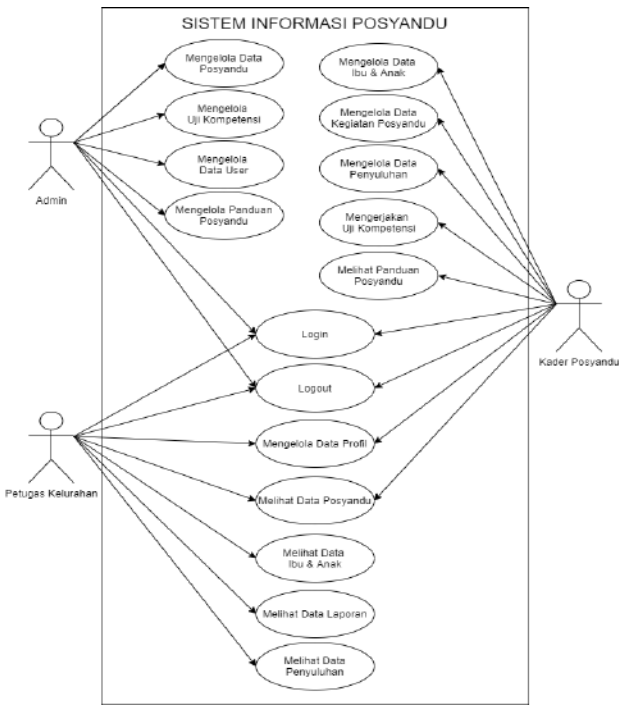 SISTEM INFORMASI POSYANDU
Mengelola Data
Posyandu
Mengelola
Uji Kompetensi
Mengelola
Data User
Mengelola Panduan
Posyandu
Mengelola Data
Ibu & Anak
Mengelola Data
Kegiatan Posyandu
Mengelola Data
Penyuluhan
Mengerjakan
Uji Kompetensi
Melihat Panduan
Posyandu
Admin
Kader Posyandu
Petugas Kelurahan
Login
Logout
Mengelola Data Profil
Melihat Data Posyandu
Melihat Data
Ibu & Anak
Melihat Data Laporan
Melihat Data
Penyuluhan